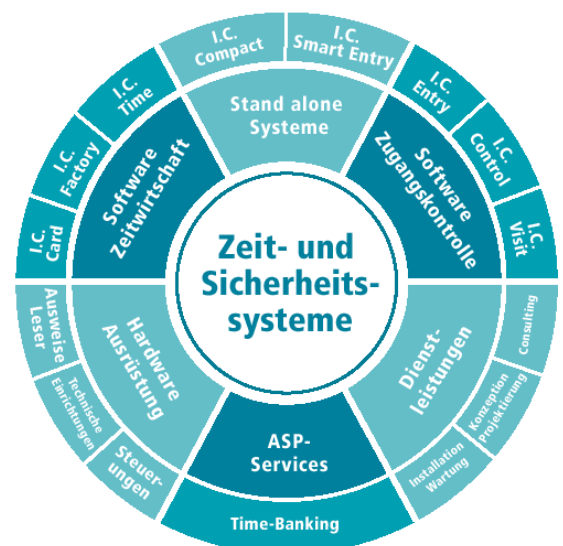 Zeit- und
Sicherheits-
systeme
Stand alone
Systeme
I.C.
Compact
I.C.
Smart Entry
Software
Zugangskontrolle
I.C.
Entry
I.C.
Control
I.C.
Visit
Dienst-
leistungen
Consulting
Konzeption
Projektierung
Installation
Wartung
ASP-
Services
Time-Banking
Hardware
Ausrüstung
Steuer-
ungen
Technische
Einrichtungen
Ausweise
Leser
Software
Zeitwirtschaft
I.C.
Card
I.C.
Factory
I.C.
Time